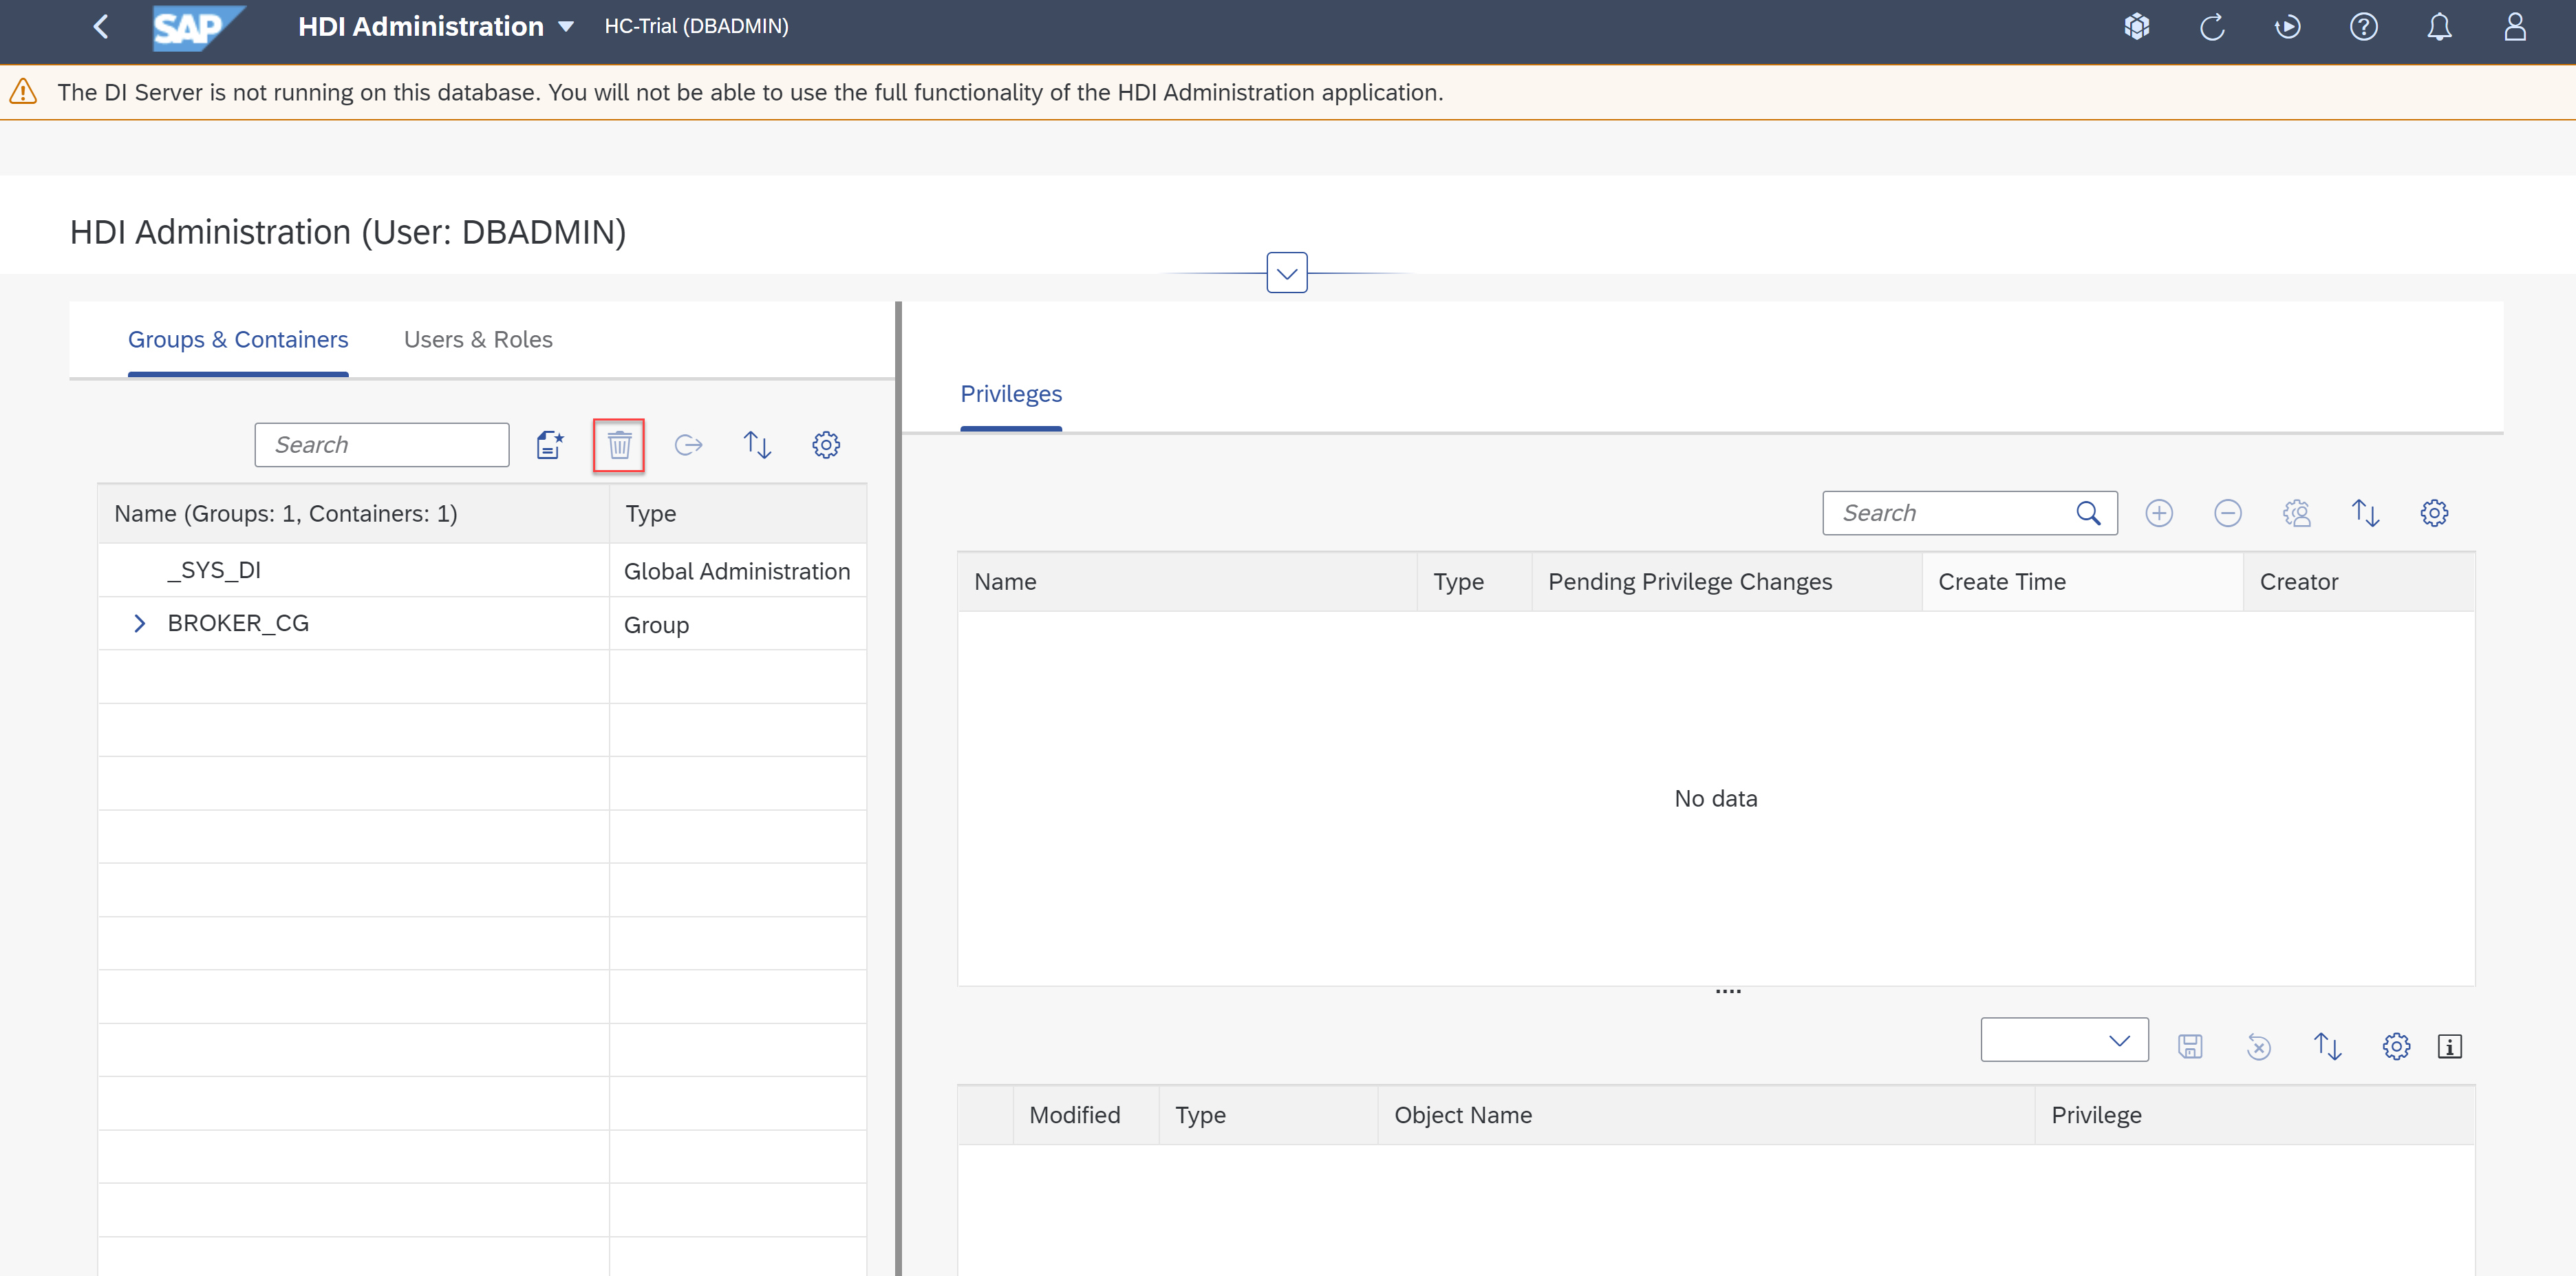 SAP HDI Administration HC-Trial (DBADMIN)
The DI Server is not running on this database. You will not be able to use the full functionality of the HDI Administration application.
HDI Administration (User: DBADMIN)
Groups & Containers Users & Roles
Search
Name (Groups: 1, Containers: 1) Type
_SYS_DI Global Administration
BROKER_CG Group
Privileges
Search
Name Type Pending Privilege Changes Create Time Creator
No data
Modified Type Object Name Privilege